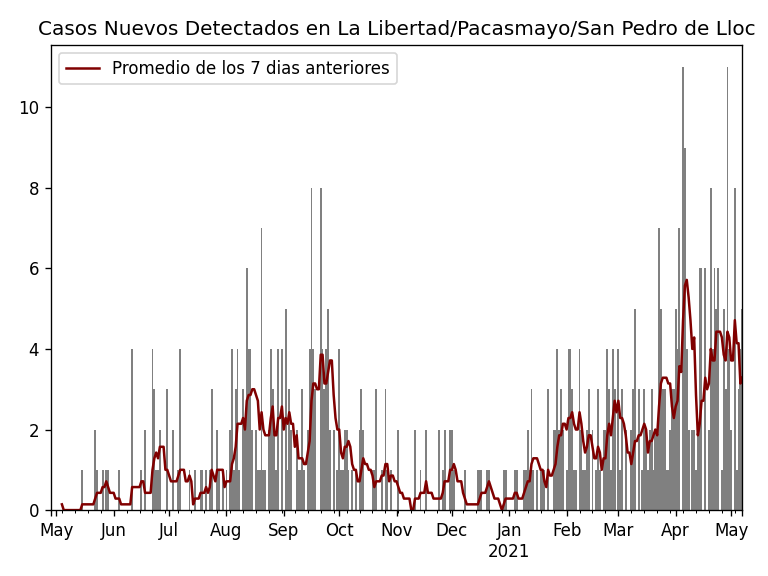 Casos Nuevos Detectados en La Libertad/Pacasmayo/San Pedro de Lloc
Promedio de los 7 dias anteriores
10
8
6
4
2
0
May Jun Jul Aug Sep Oct Nov Dec Jan Feb Mar Apr May
2021